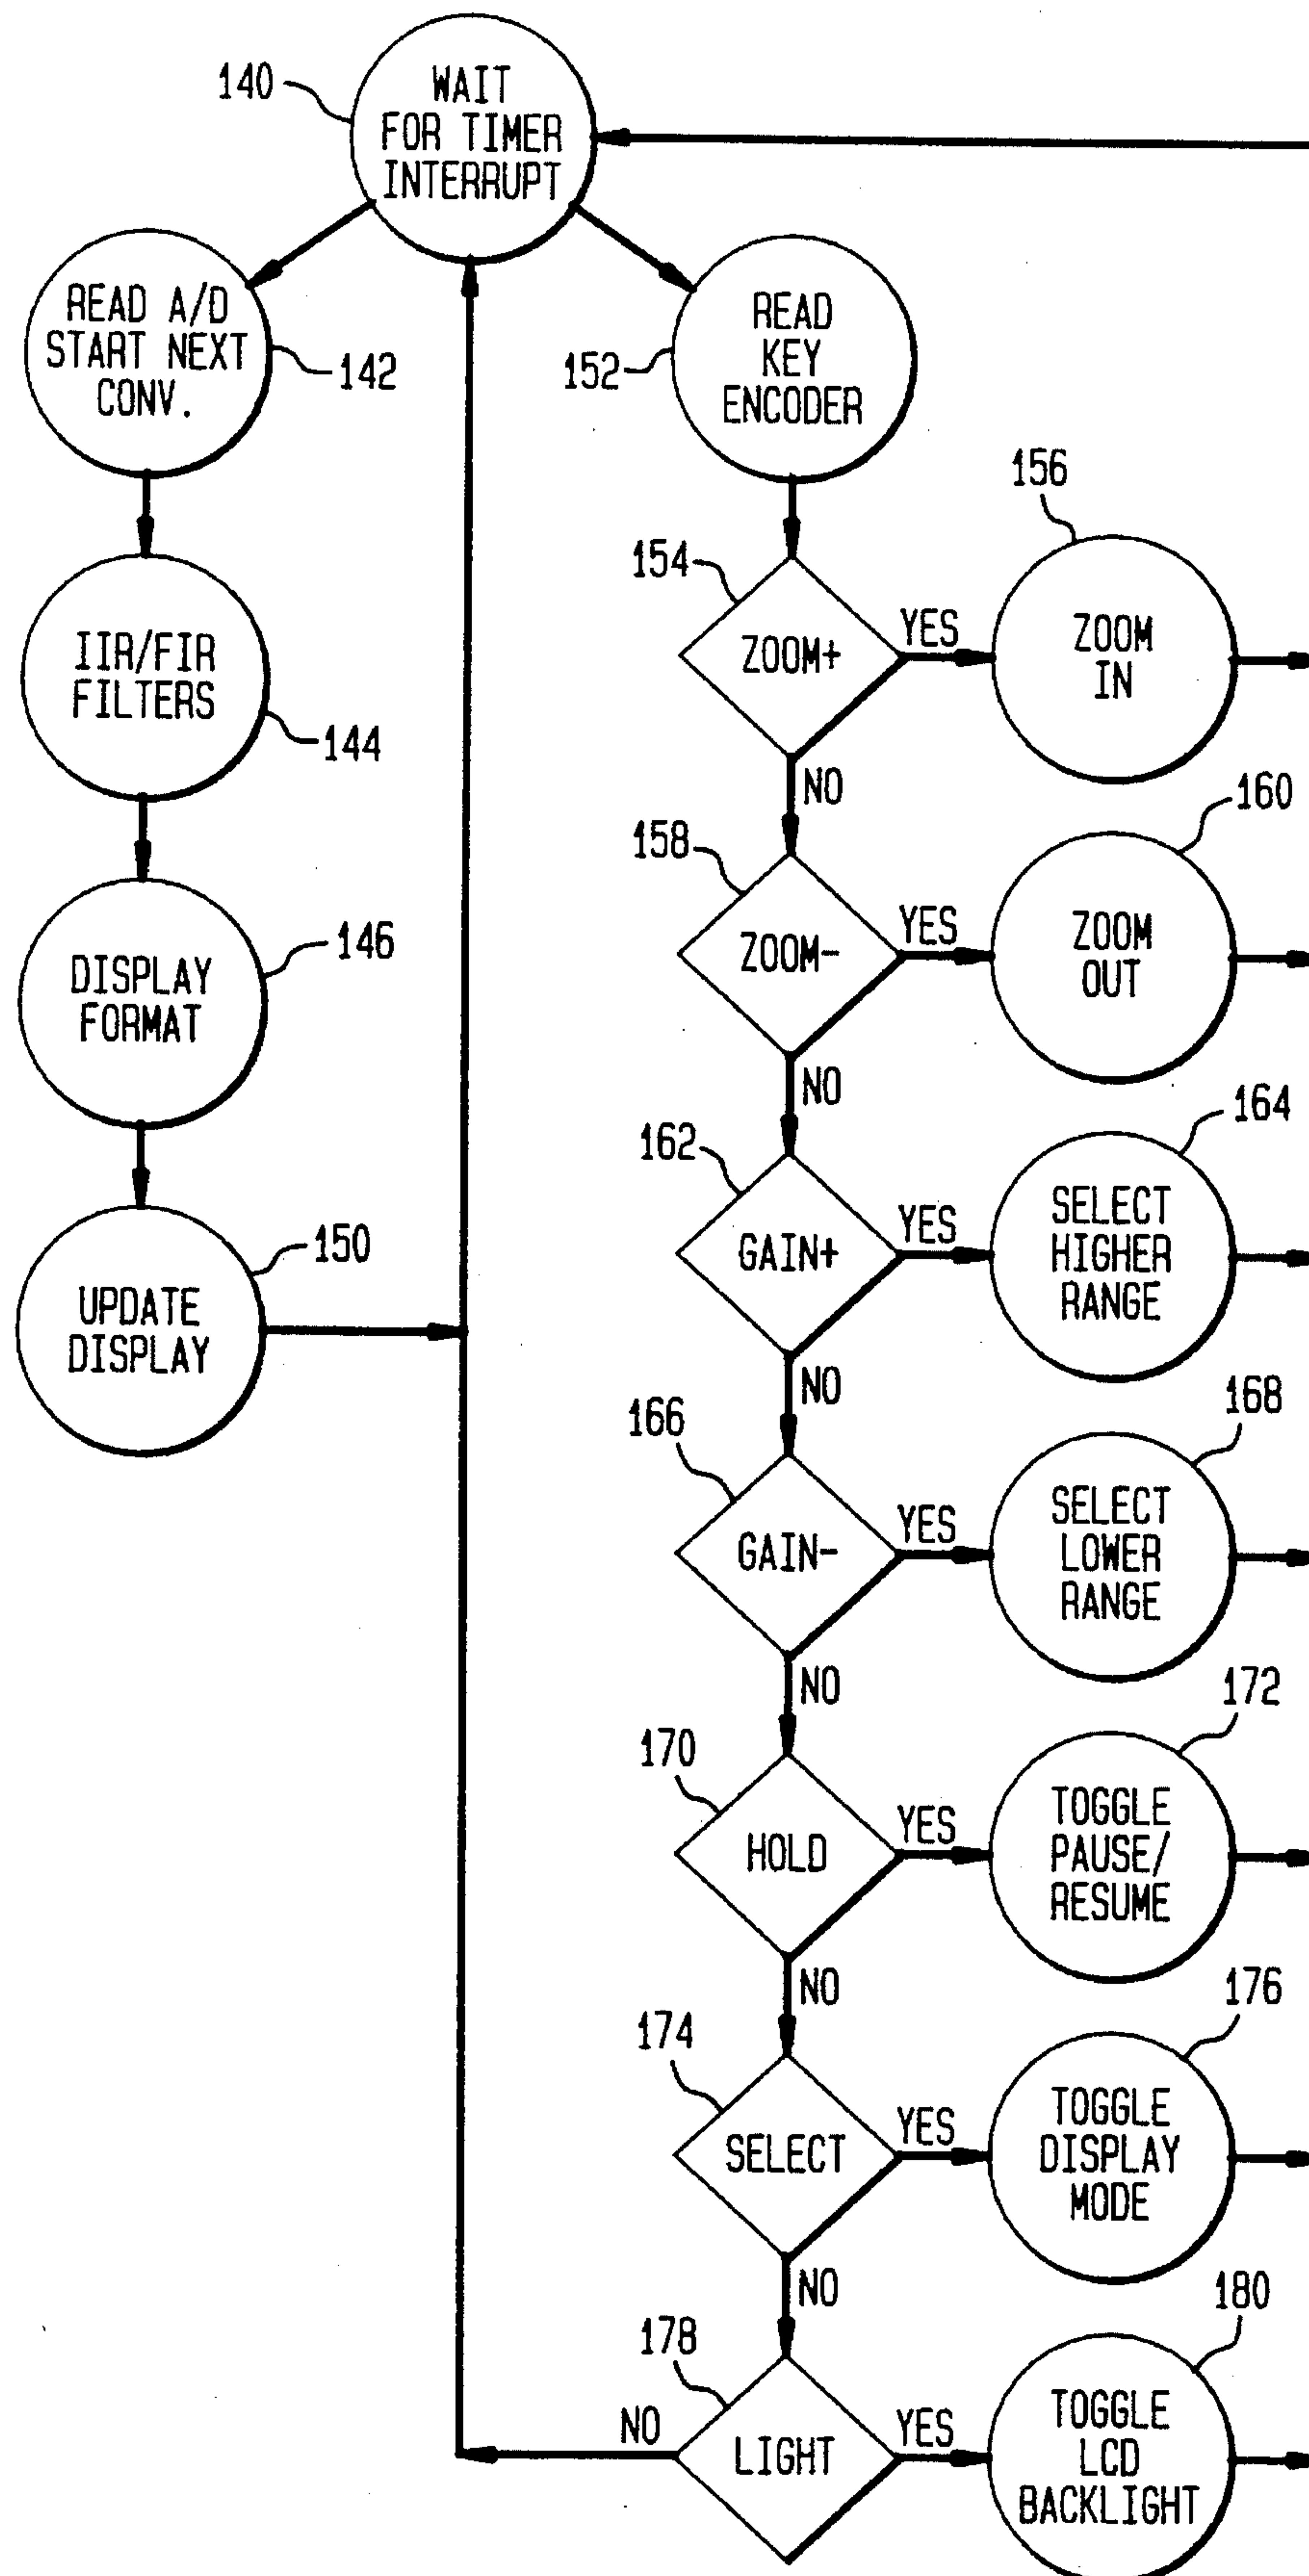 140
WAIT
FOR TIMER
INTERRUPT
READ A/D
START NEXT
CONV.
142
152
READ
KEY
ENCODER
IIR/FIR
FILTERS
144
DISPLAY
FORMAT
146
UPDATE
DISPLAY
150
154
ZOOM+
YES
NO
156
ZOOM
IN
158
ZOOM-
YES
NO
160
ZOOM
OUT
162
GAIN+
YES
NO
164
SELECT
HIGHER
RANGE
166
GAIN-
YES
NO
168
SELECT
LOWER
RANGE
170
HOLD
YES
NO
172
TOGGLE
PAUSE/
RESUME
174
SELECT
YES
NO
176
TOGGLE
DISPLAY
MODE
178
NO
LIGHT
YES
180
TOGGLE
LCD
BACKLIGHT